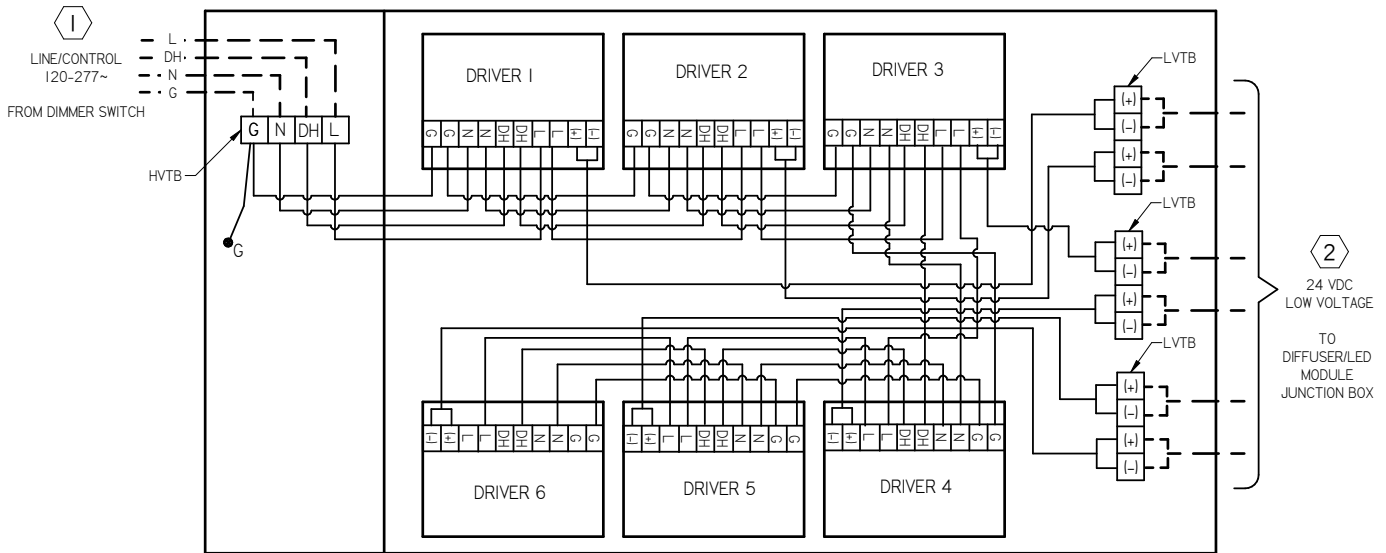 1
LINE/CONTROL
120-277~
FROM DIMMER SWITCH
L
DH
N
G
G N DH L
HVTB
G
DRIVER 1
G G N N DH DH L L (+) (-)
DRIVER 2
G G N N DH DH L L (+) (-)
DRIVER 3
G G N N DH DH L L (+) (-)
LVTB
(+)
(-)
(+)
(-)
LVTB
(+)
(-)
(+)
(-)
LVTB
(+)
(-)
(+)
(-)
2
24 VDC
LOW VOLTAGE
TO
DIFFUSER/LED
MODULE
JUNCTION BOX
(-) (+) L L DH DH N N G G
DRIVER 6
(-) (+) L L DH DH N N G G
DRIVER 5
(-) (+) L L DH DH N N G G
DRIVER 4